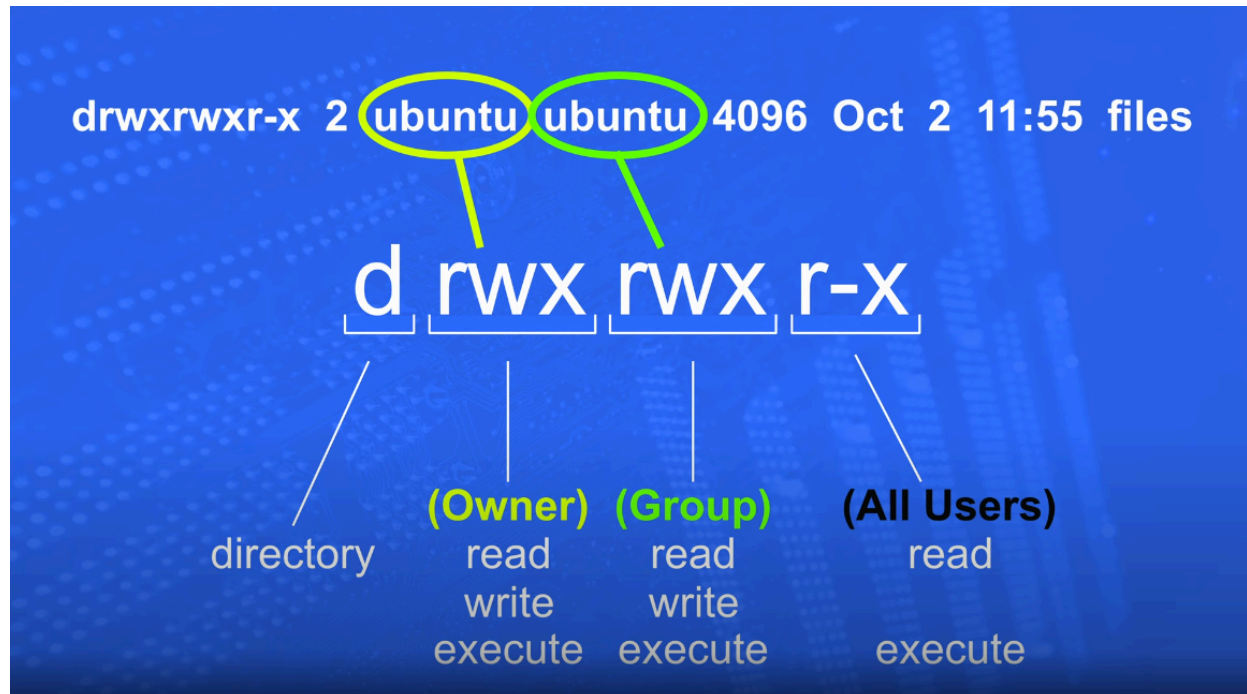 drwxrwxr-x 2 ubuntu ubuntu 4096 Oct 2 11:55 files
d rwx rwx r-x
(Owner) (Group) (All Users)
directory read read read
write write
execute execute execute